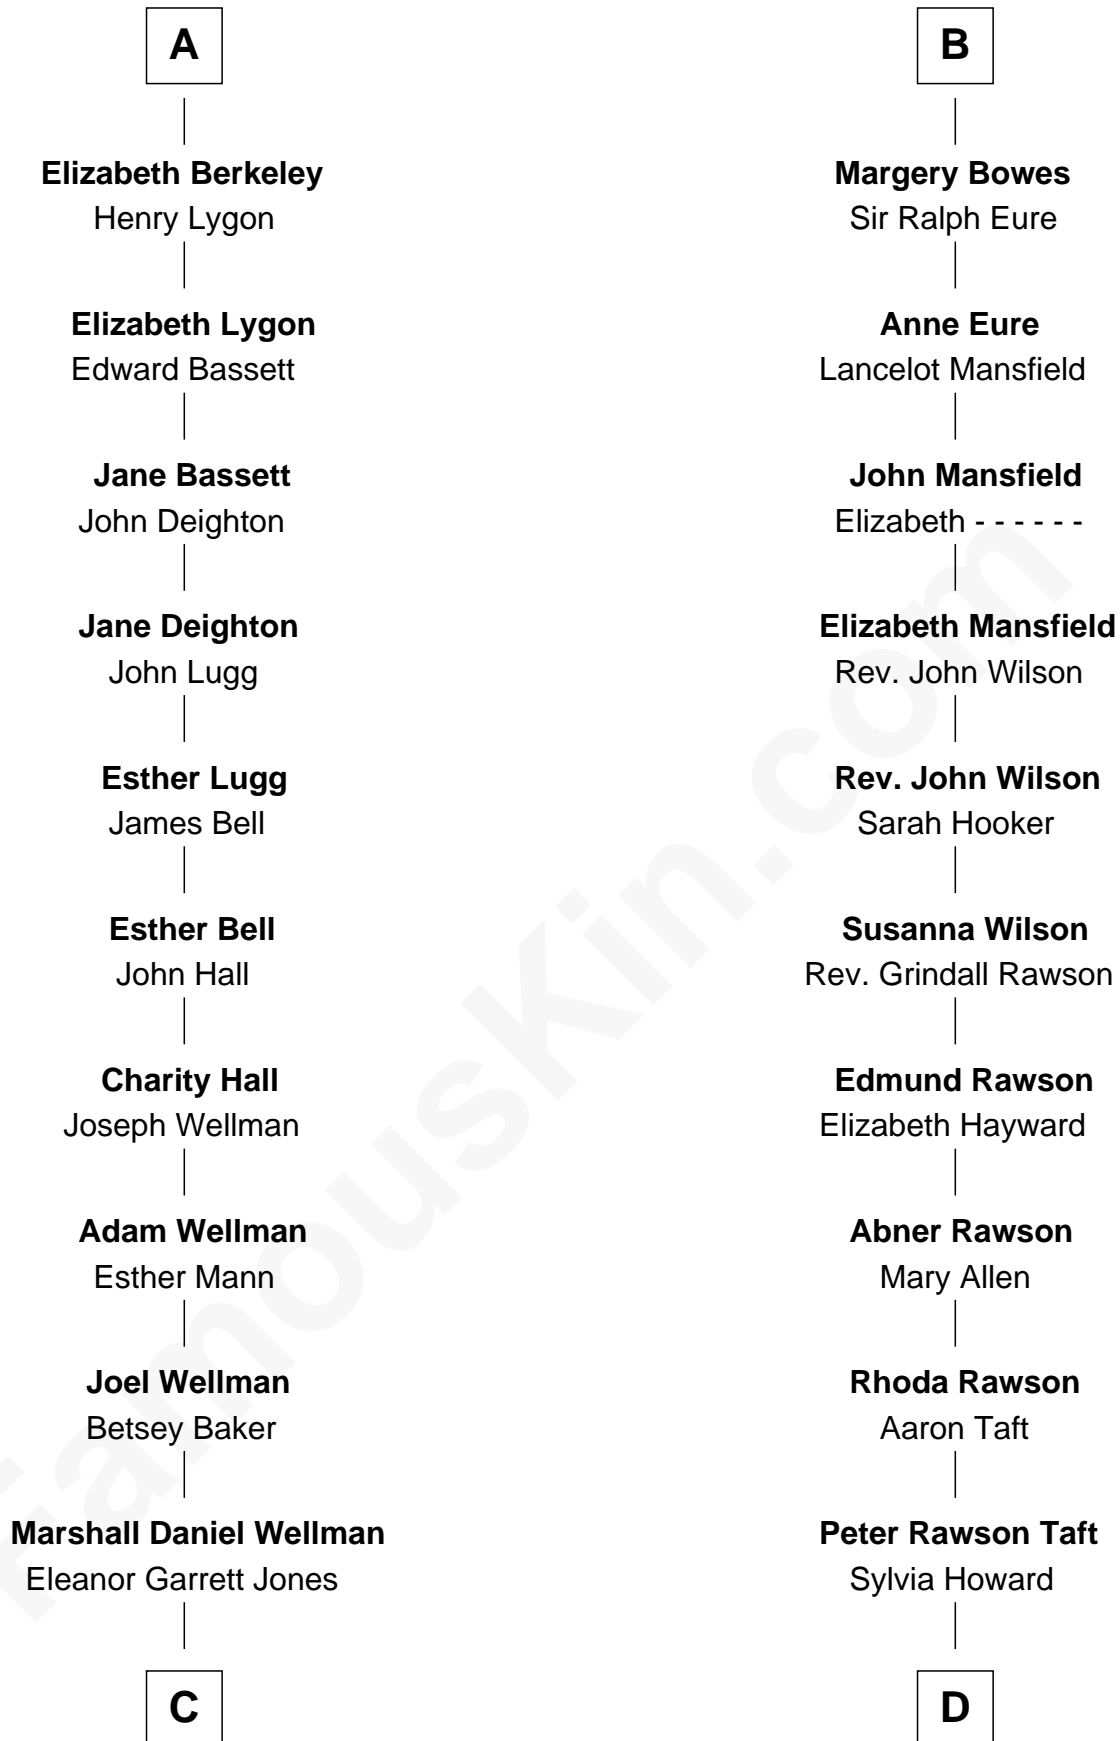 A
Elizabeth Berkeley
Henry Lygon
Elizabeth Lygon
Edward Bassett
Jane Bassett
John Deighton
Jane Deighton
John Lugg
Esther Lugg
James Bell
Esther Bell
John Hall
Charity Hall
Joseph Wellman
Adam Wellman
Esther Mann
Joel Wellman
Betsey Baker
Marshall Daniel Wellman
Eleanor Garrett Jones
C
B
Margery Bowes
Sir Ralph Eure
Anne Eure
Lancelot Mansfield
John Mansfield
Elizabeth - - - - - -
Elizabeth Mansfield
Rev. John Wilson
Rev. John Wilson
Sarah Hooker
Susanna Wilson
Rev. Grindall Rawson
Edmund Rawson
Elizabeth Hayward
Abner Rawson
Mary Allen
Rhoda Rawson
Aaron Taft
Peter Rawson Taft
Sylvia Howard
D
FamousKin.com